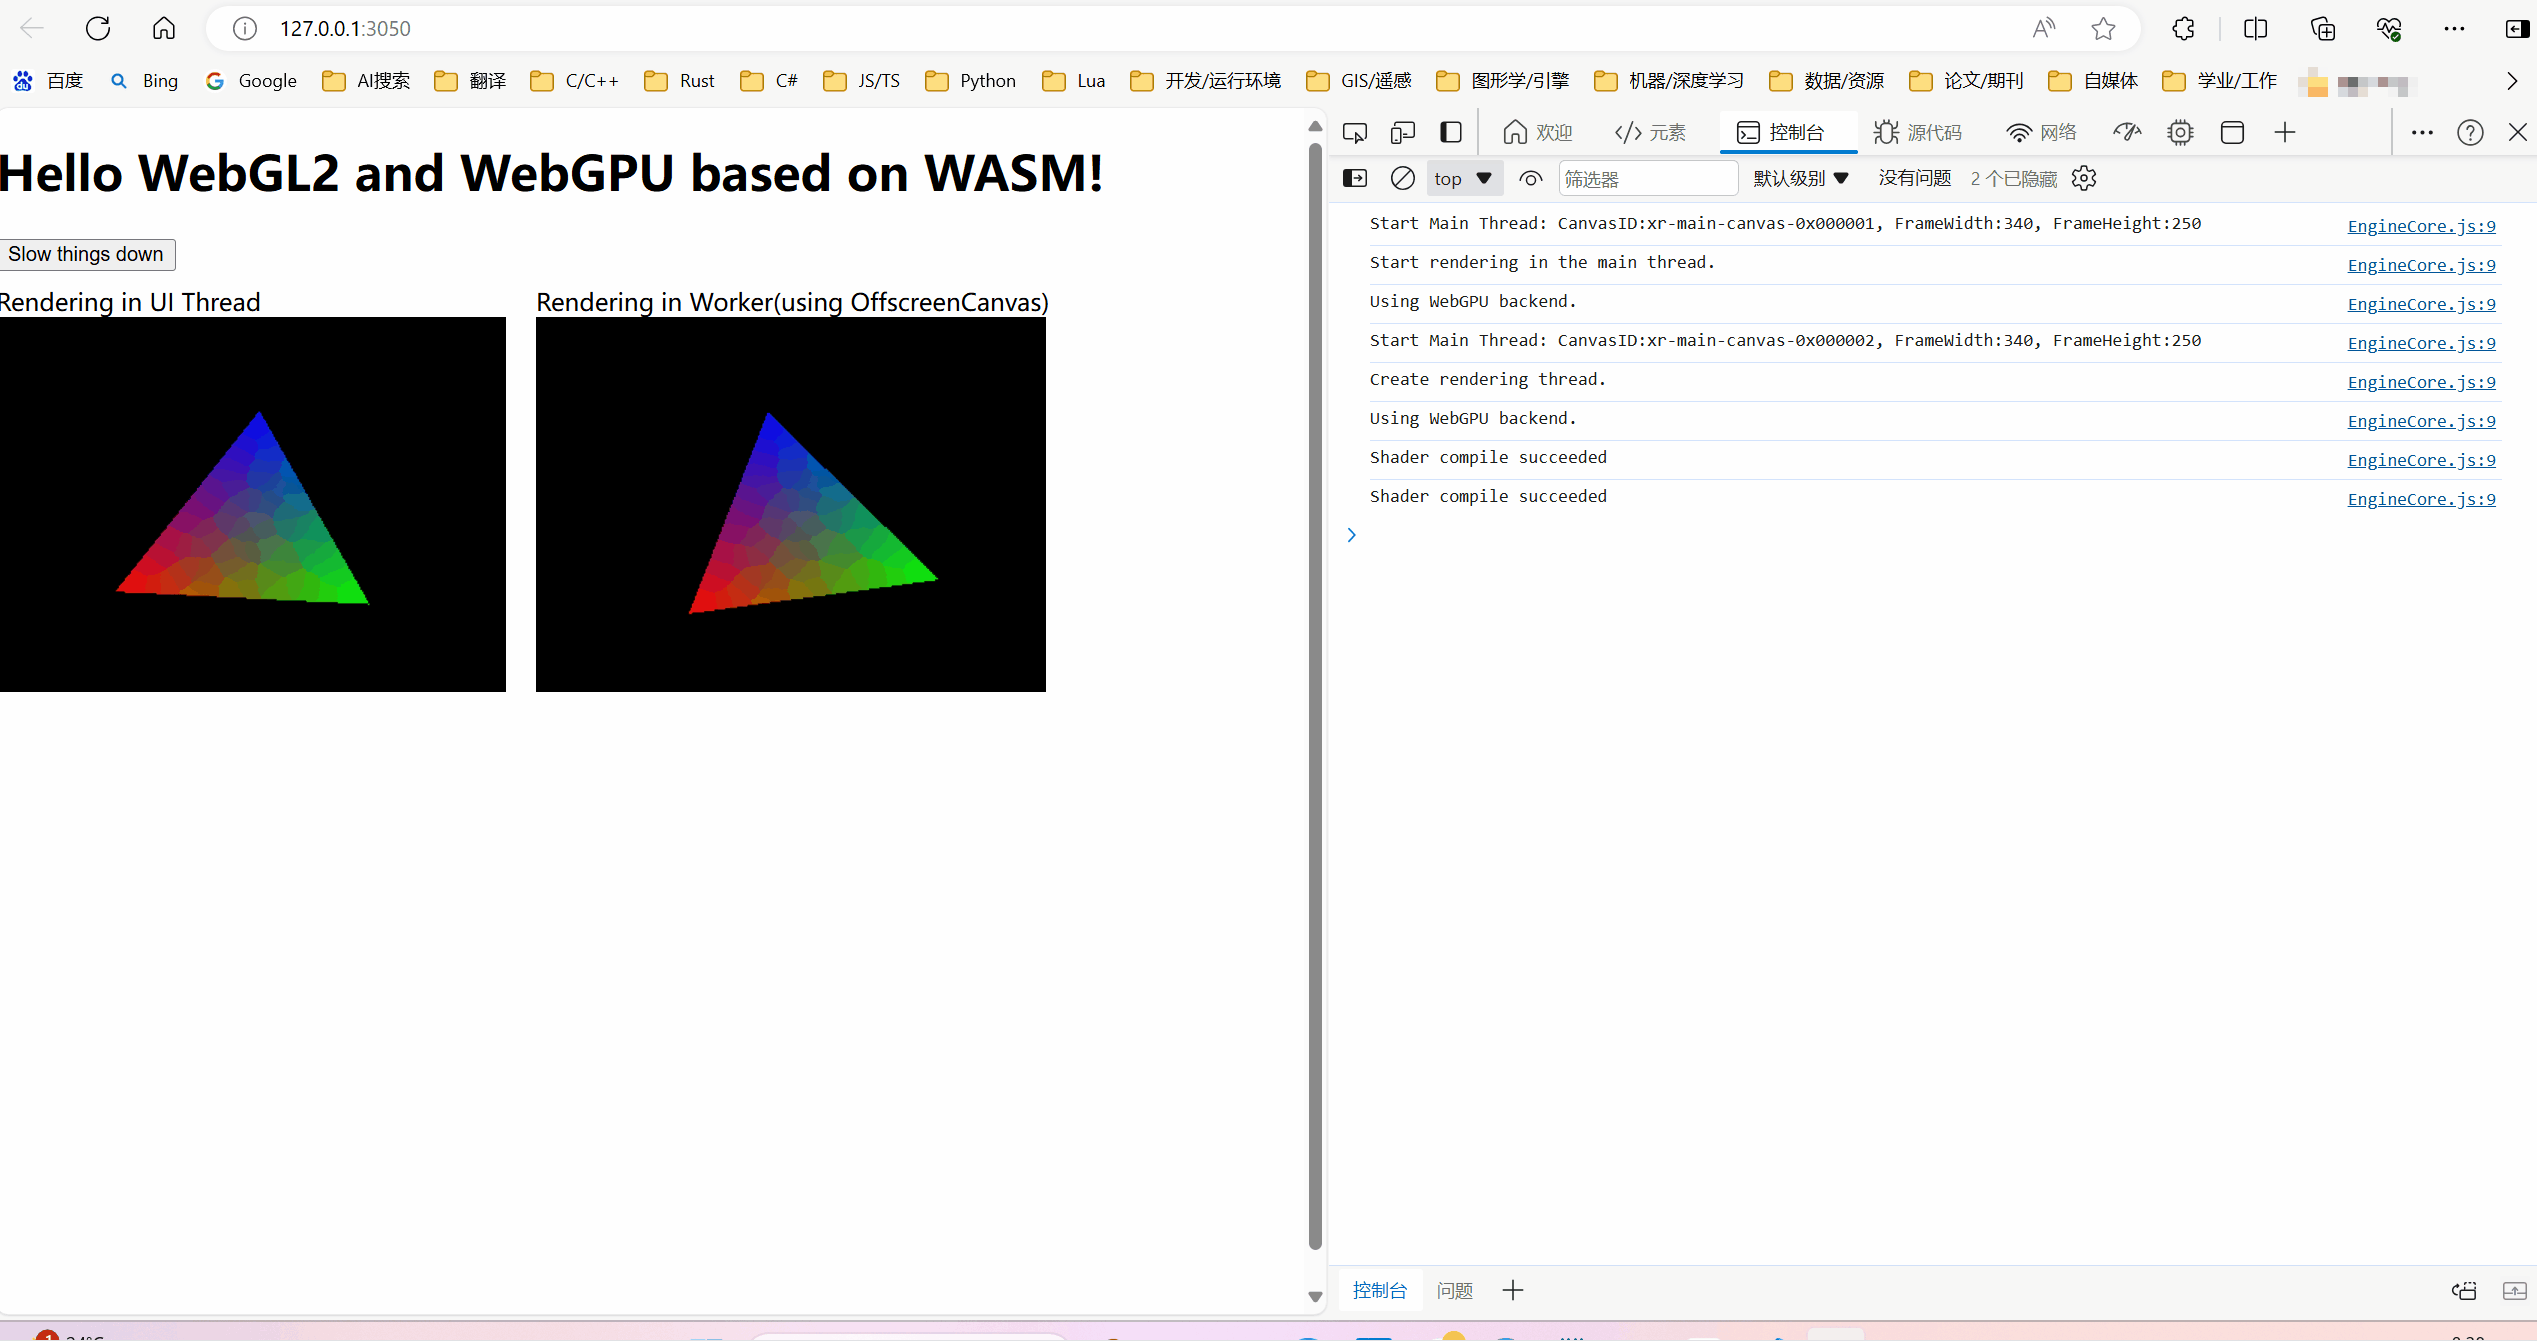 127.0.0.1:3050
百度 Bing Google AI搜索 翻译 C/C++ Rust C# JS/TS Python Lua 开发/运行环境 GIS/遥感 图形学/引擎 机器/深度学习 数据/资源 论文/期刊 自媒体 学业/工作
欢迎 元素 控制台 源代码 网络
top 筛选器 默认级别 没有问题 2 个已隐藏
Hello WebGL2 and WebGPU based on WASM!
Slow things down
Rendering in UI Thread
Rendering in Worker(using OffscreenCanvas)
Start Main Thread: CanvasID:xr-main-canvas-0x000001, FrameWidth:340, FrameHeight:250 EngineCore.js:9
Start rendering in the main thread. EngineCore.js:9
Using WebGPU backend. EngineCore.js:9
Start Main Thread: CanvasID:xr-main-canvas-0x000002, FrameWidth:340, FrameHeight:250 EngineCore.js:9
Create rendering thread. EngineCore.js:9
Using WebGPU backend. EngineCore.js:9
Shader compile succeeded EngineCore.js:9
Shader compile succeeded EngineCore.js:9
控制台 问题